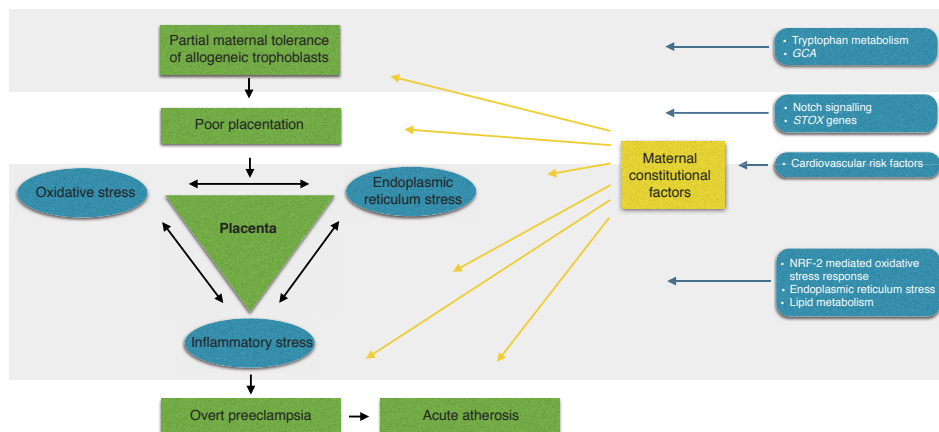 Partial maternal tolerance
of allogeneic trophoblasts
• Tryptophan metabolism
• GCA
Poor placentation
• Notch signalling
• STOX genes
Maternal
constitutional
factors
• Cardiovascular risk factors
Oxidative stress
Endoplasmic
reticulum stress
Placenta
• NRF-2 mediated oxidative
stress response
• Endoplasmic reticulum stress
• Lipid metabolism
Inflammatory stress
Overt preeclampsia
Acute atherosis